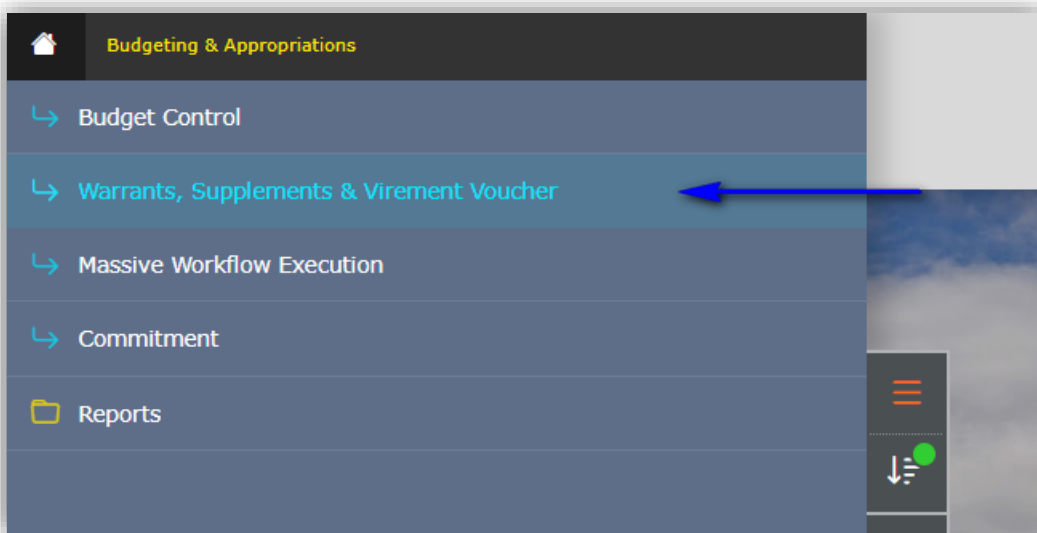 Budgeting & Appropriations
Budget Control
Warrants, Supplements & Virement Voucher
Massive Workflow Execution
Commitment
Reports